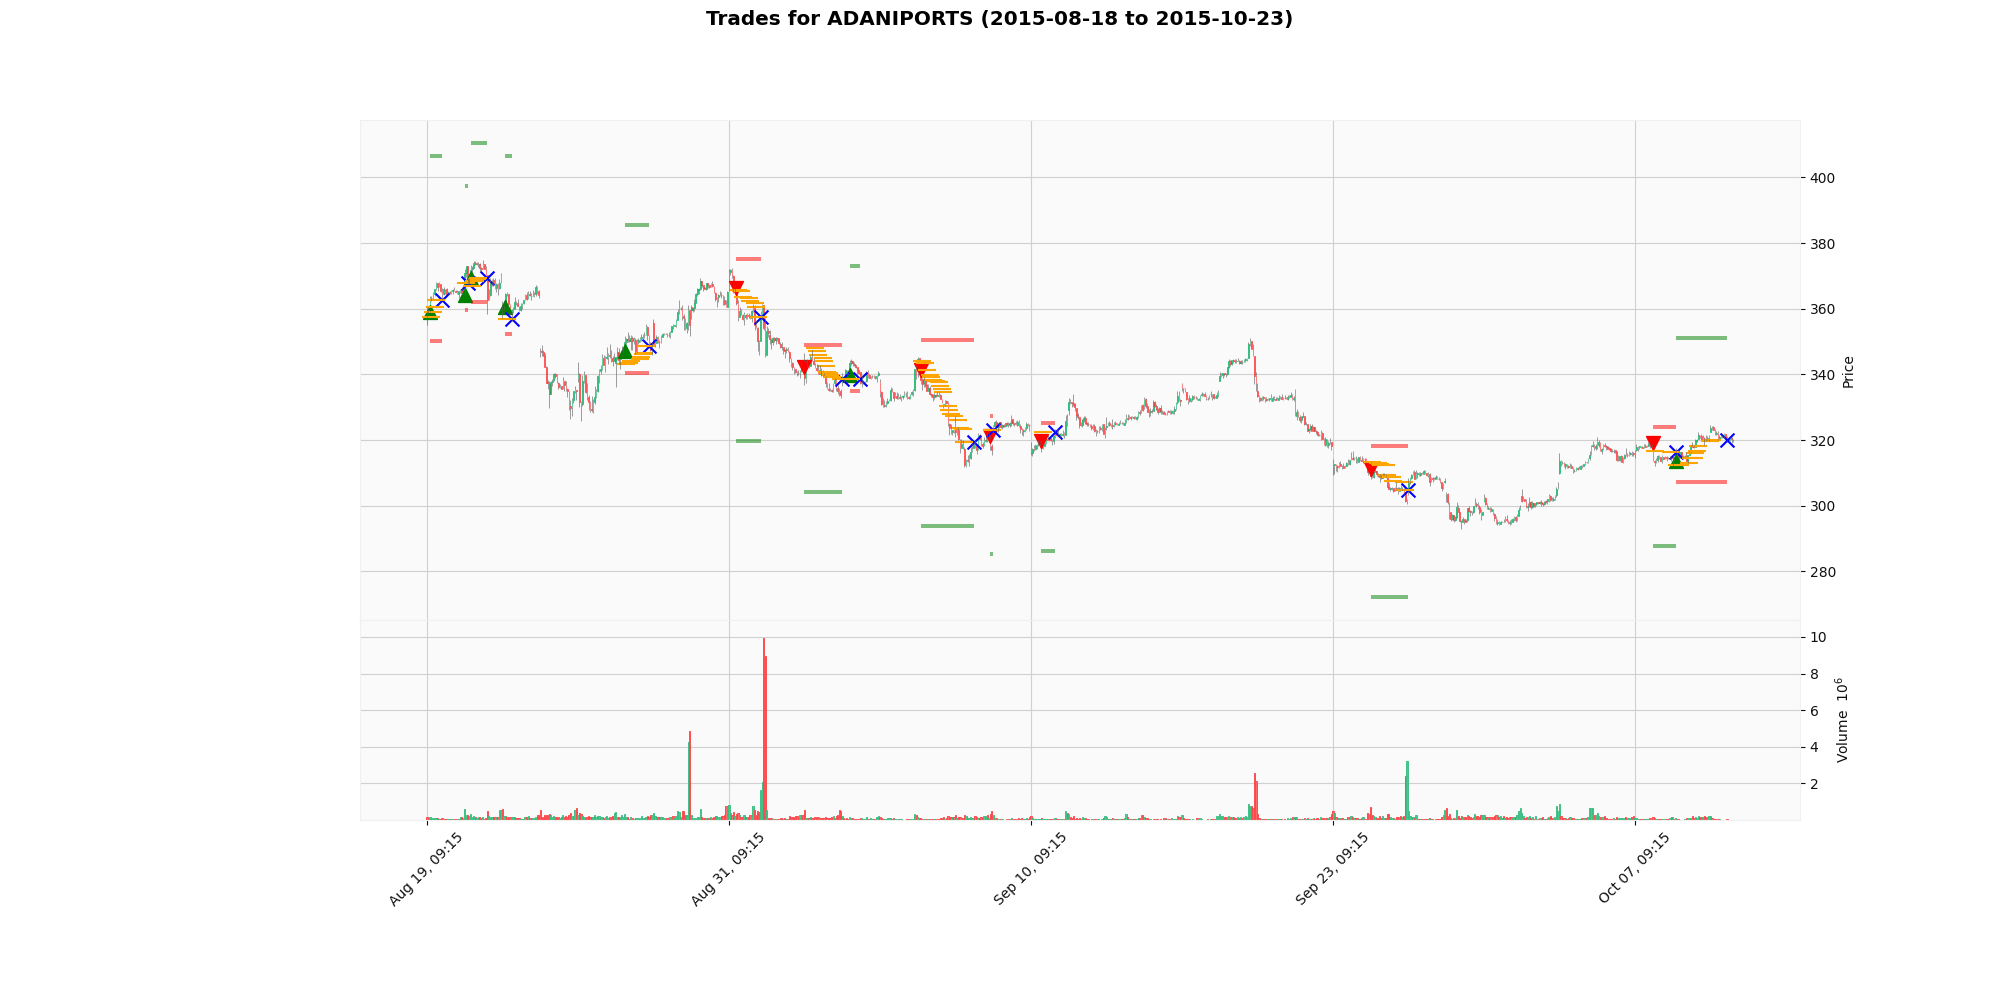 Trades for ADANIPORTS (2015-08-18 to 2015-10-23)
400
380
360
340
320
300
280
Price
10
8
6
4
2
Volume 10⁶
Aug 19, 09:15
Aug 31, 09:15
Sep 10, 09:15
Sep 23, 09:15
Oct 07, 09:15